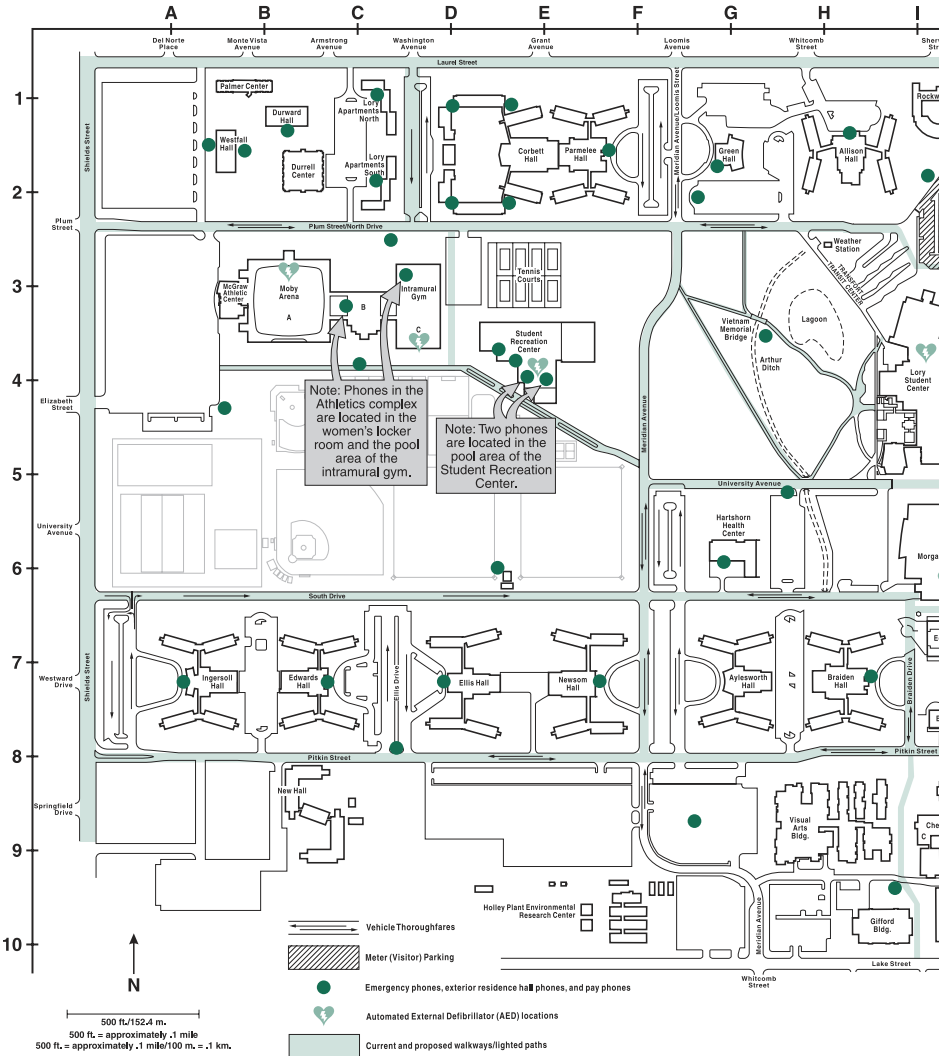 A B C D E F G H I
Del Norte
Place
Monte Vista
Avenue
Armstrong
Avenue
Washington
Avenue
Grant
Avenue
Loomis
Avenue
Whitcomb
Street
Laurel Street
1
2
3
4
5
6
7
8
9
10
Shields Street
Plum
Street
Elizabeth
Street
University
Avenue
Westward
Drive
Springfield
Drive
Shields Street
Palmer Center
Durward
Hall
Westfall
Hall
Durrell
Center
Lory
Apartments
North
Lory
Apartments
South
Corbett
Hall
Parmelee
Hall
Meridian Avenue/Loomis Street
Green
Hall
Allison
Hall
Plum Street/North Drive
McGraw
Athletic
Center
Moby
Arena
A
B
Intramural
Gym
C
Tennis
Courts
Student
Recreation
Center
Weather
Station
TRANSFORT
TRANSIT CENTER
Lagoon
Vietnam
Memorial
Bridge
Arthur
Ditch
Lory
Student
Center
Meridian Avenue
Note: Phones in the
Athletics complex
are located in the
women's locker
room and the pool
area of the
intramural gym.
Note: Two phones
are located in the
pool area of the
Student Recreation
Center.
University Avenue
Hartshorn
Health
Center
South Drive
Ingersoll
Hall
Edwards
Hall
Ellis Drive
Ellis Hall
Newsom Hall
Aylesworth
Hall
Braiden
Hall
Braiden Drive
Pitkin Street
Pitkin Street
New Hall
Visual
Arts
Bldg.
C
Holley Plant Environmental
Research Center
Meridian Avenue
Gifford
Bldg.
Lake Street
Whitcomb
Street
N
500 ft./152.4 m.
500 ft. = approximately .1 mile
500 ft. = approximately .1 mile/100 m. = .1 km.
Vehicle Thoroughfares
Meter (Visitor) Parking
Emergency phones, exterior residence hall phones, and pay phones
Automated External Defibrillator (AED) locations
Current and proposed walkways/lighted paths